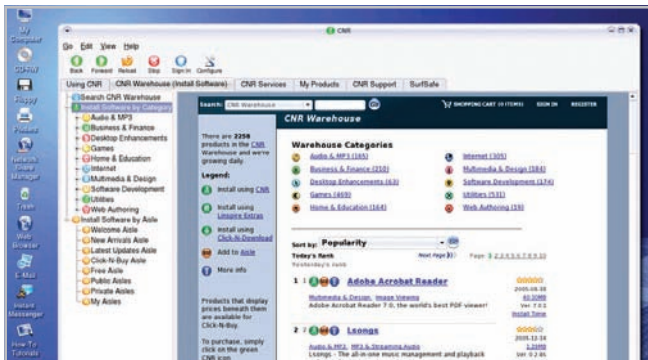 My Computer
CNR
Go Edit View Help
Back Forward Reload Stop Sign In Configure
Using CNR
CNR Warehouse (Install Software)
CNR Services
My Products
CNR Support
SurfSafe
Search CNR Warehouse
Install Software by Category
Audio & MP3
Business & Finance
Desktop Enhancements
Games
Home & Education
Internet
Multimedia & Design
Software Development
Utilities
Web Authoring
Install Software by Aisle
Welcome Aisle
New Arrivals Aisle
Latest Updates Aisle
Click-N-Buy Aisle
Free Aisle
Public Aisles
Private Aisles
My Aisles
Search: CNR Warehouse
SHOPPING CART (0 ITEMS) SIGN IN REGISTER
CNR Warehouse
There are 2258
products in the CNR
Warehouse and we're
growing daily.
Legend:
Install using CNR
Install using
Linspire Extras
Install using
Click-N-Download
Add to Aisle
More info
Products that display
prices beneath them
are available for
Click-N-Buy.
To purchase, simply
click on the green
CNR icon
Warehouse Categories
Audio & MP3 (165)
Internet (305)
Business & Finance (210)
Multimedia & Design (184)
Desktop Enhancements (63)
Software Development (174)
Games (469)
Utilities (531)
Home & Education (164)
Web Authoring (19)
Sort by: Popularity
Today's Rank
Yesterday's rank
Next Page
Page: 1 2 3 4 5 6 7 8 9 10
1 1 Adobe Acrobat Reader
Multimedia & Design, Image Viewing
Adobe Acrobat Reader 7.0, the world's best PDF viewer!
Ver: 7.0.1
Install Time
2 2 Lsongs
Audio & MP3, MP3 & Streaming Audio
Lsongs - The all-in-one music management and playback
Floppy
Printers
Network
Share
Manager
Trash
Web
Browser
E-Mail
Instant
Messenger
How-To
Tutorials